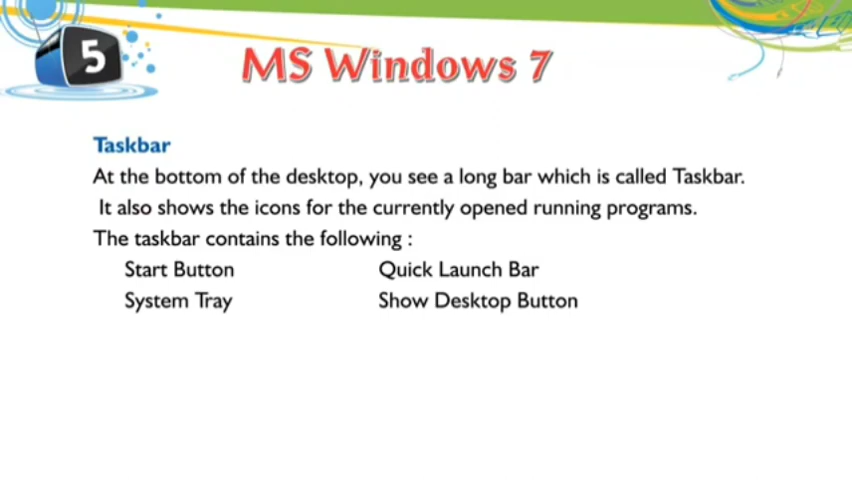 5
MS Windows 7
Taskbar
At the bottom of the desktop, you see a long bar which is called Taskbar.
It also shows the icons for the currently opened running programs.
The taskbar contains the following :
Start Button Quick Launch Bar
System Tray Show Desktop Button